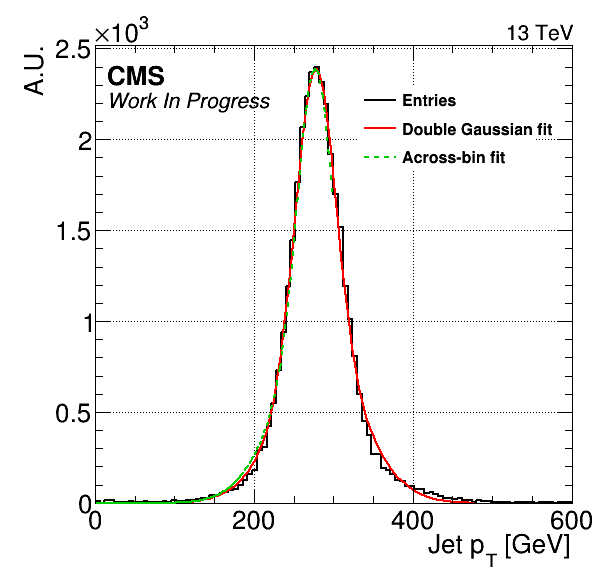 ×10³
13 TeV
A.U.
CMS
Work In Progress
Entries
Double Gaussian fit
Across-bin fit
2.5
2
1.5
1
0.5
0
0 200 400 600
Jet p_T [GeV]